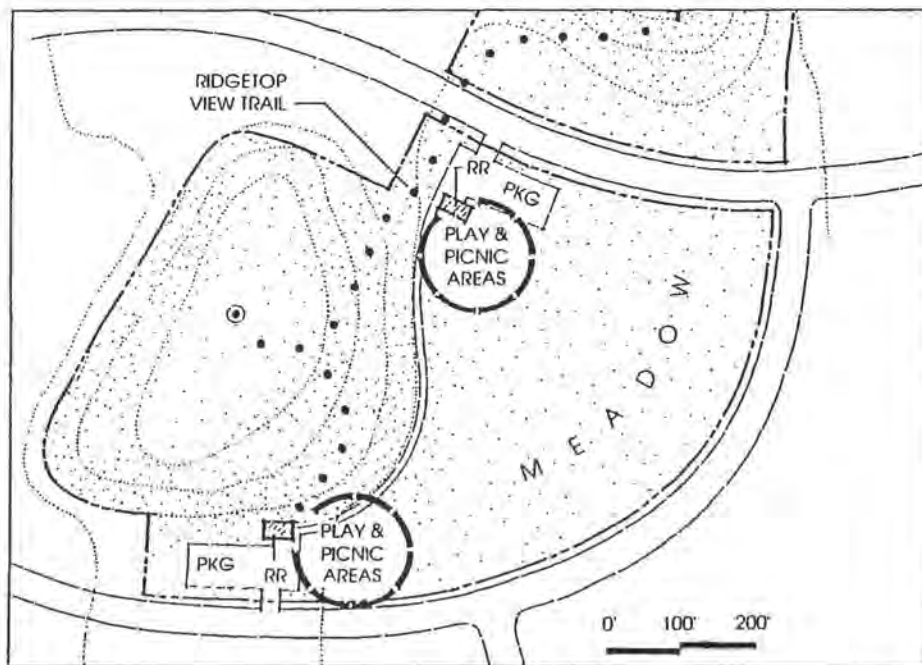 RIDGETOP
VIEW TRAIL
RR
PKG
PLAY &
PICNIC
AREAS
MEADOW
PLAY &
PICNIC
AREAS
PKG
RR
0' 100' 200'